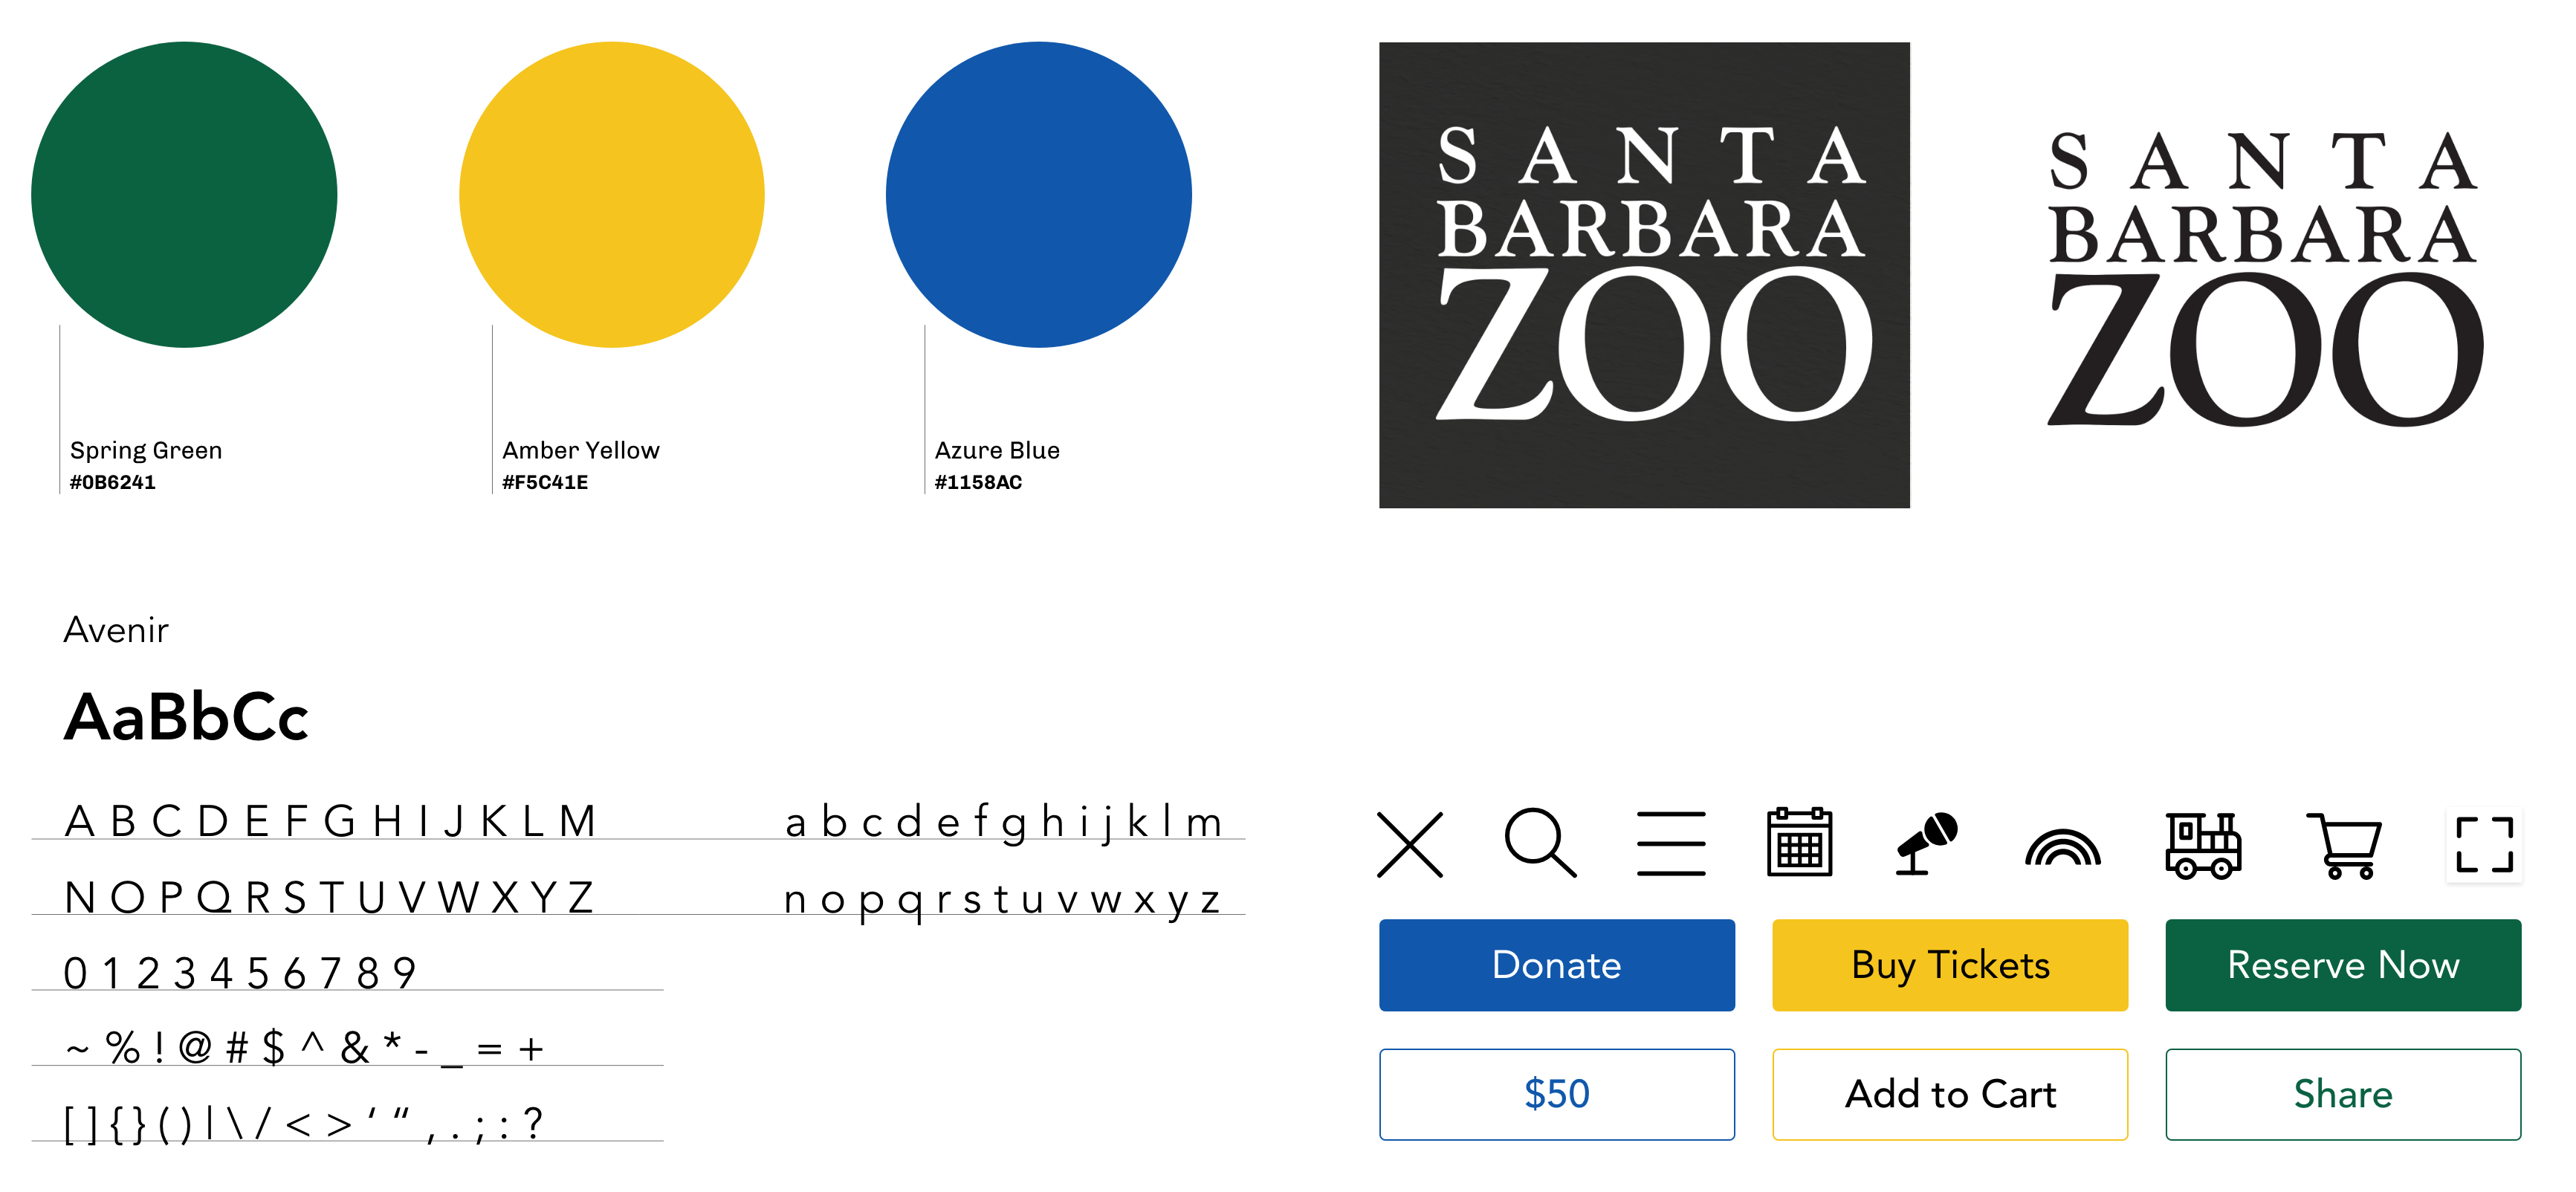 Spring Green
#0B6241
Amber Yellow
#F5C41E
Azure Blue
#1158AC
SANTA
BARBARA
ZOO
SANTA
BARBARA
ZOO
Avenir
AaBbCc
A B C D E F G H I J K L M
a b c d e f g h i j k l m
N O P Q R S T U V W X Y Z
n o p q r s t u v w x y z
0 1 2 3 4 5 6 7 8 9
~ % ! @ # $ ^ & * - _ = +
[ ] { } ( ) | \ / < > ‘ “ , . ; : ?
Donate
Buy Tickets
Reserve Now
$50
Add to Cart
Share